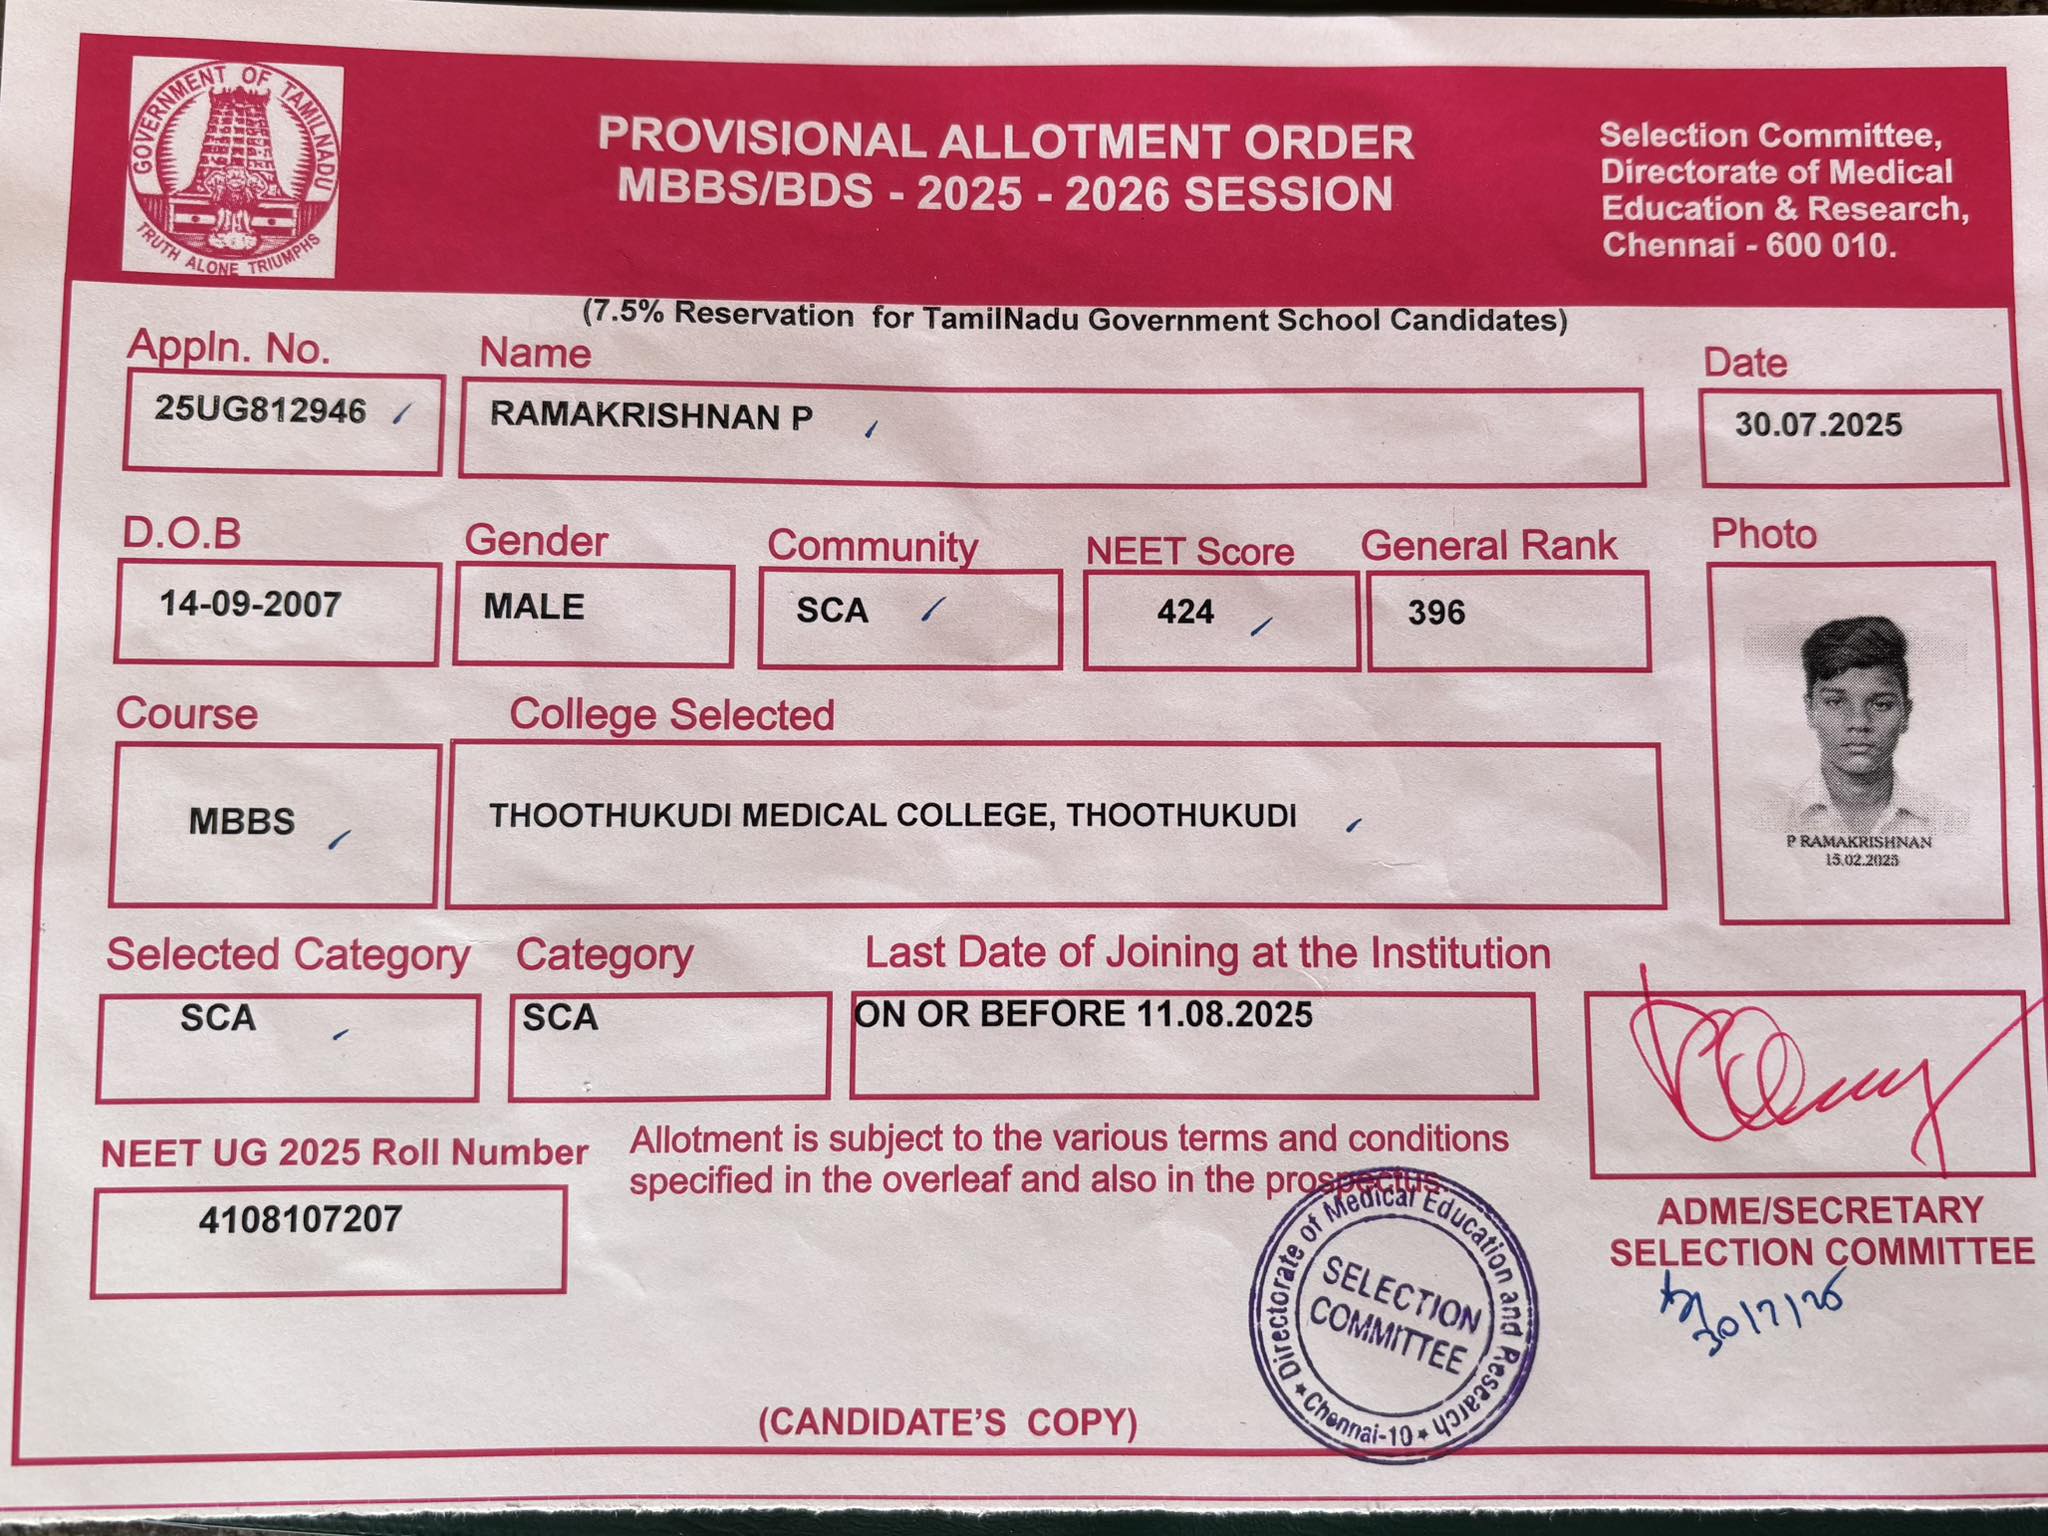 GOVERNMENT OF TAMILNADU
TRUTH ALONE TRIUMPHS
PROVISIONAL ALLOTMENT ORDER
MBBS/BDS - 2025 - 2026 SESSION
Selection Committee,
Directorate of Medical
Education & Research,
Chennai - 600 010.
(7.5% Reservation for TamilNadu Government School Candidates)
Appln. No.
Name
Date
25UG812946
RAMAKRISHNAN P
30.07.2025
D.O.B
Gender
Community
NEET Score
General Rank
Photo
14-09-2007
MALE
SCA
424
396
Course
College Selected
MBBS
THOOTHUKUDI MEDICAL COLLEGE, THOOTHUKUDI
P RAMAKRISHNAN
15.02.2025
Selected Category
Category
Last Date of Joining at the Institution
SCA
SCA
ON OR BEFORE 11.08.2025
NEET UG 2025 Roll Number
Allotment is subject to the various terms and conditions
specified in the overleaf and also in the prospectus.
4108107207
ADME/SECRETARY
SELECTION COMMITTEE
30/7/25
Directorate of Medical Education and Research
SELECTION
COMMITTEE
Chennai-10
(CANDIDATE'S COPY)